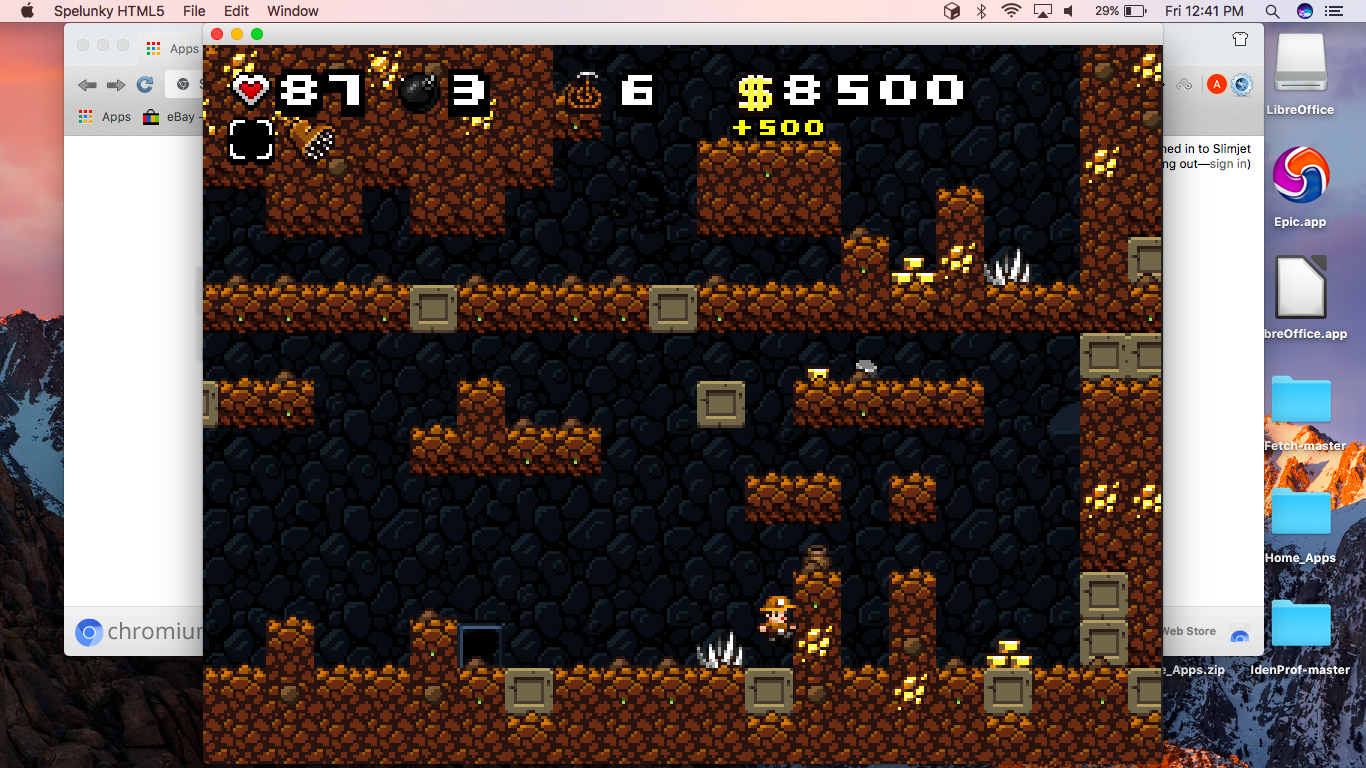 Spelunky HTML5 File Edit Window 29% Fri 12:41 PM
Apps
Apps eBay
87 3 6 $8500
+500
ned in to Slimjet
ng out—sign in)
A
chromium
Web Store
LibreOffice
Epic.app
breOffice.app
Fetch-master
Home_Apps
e_Apps.zip IdenProf-master